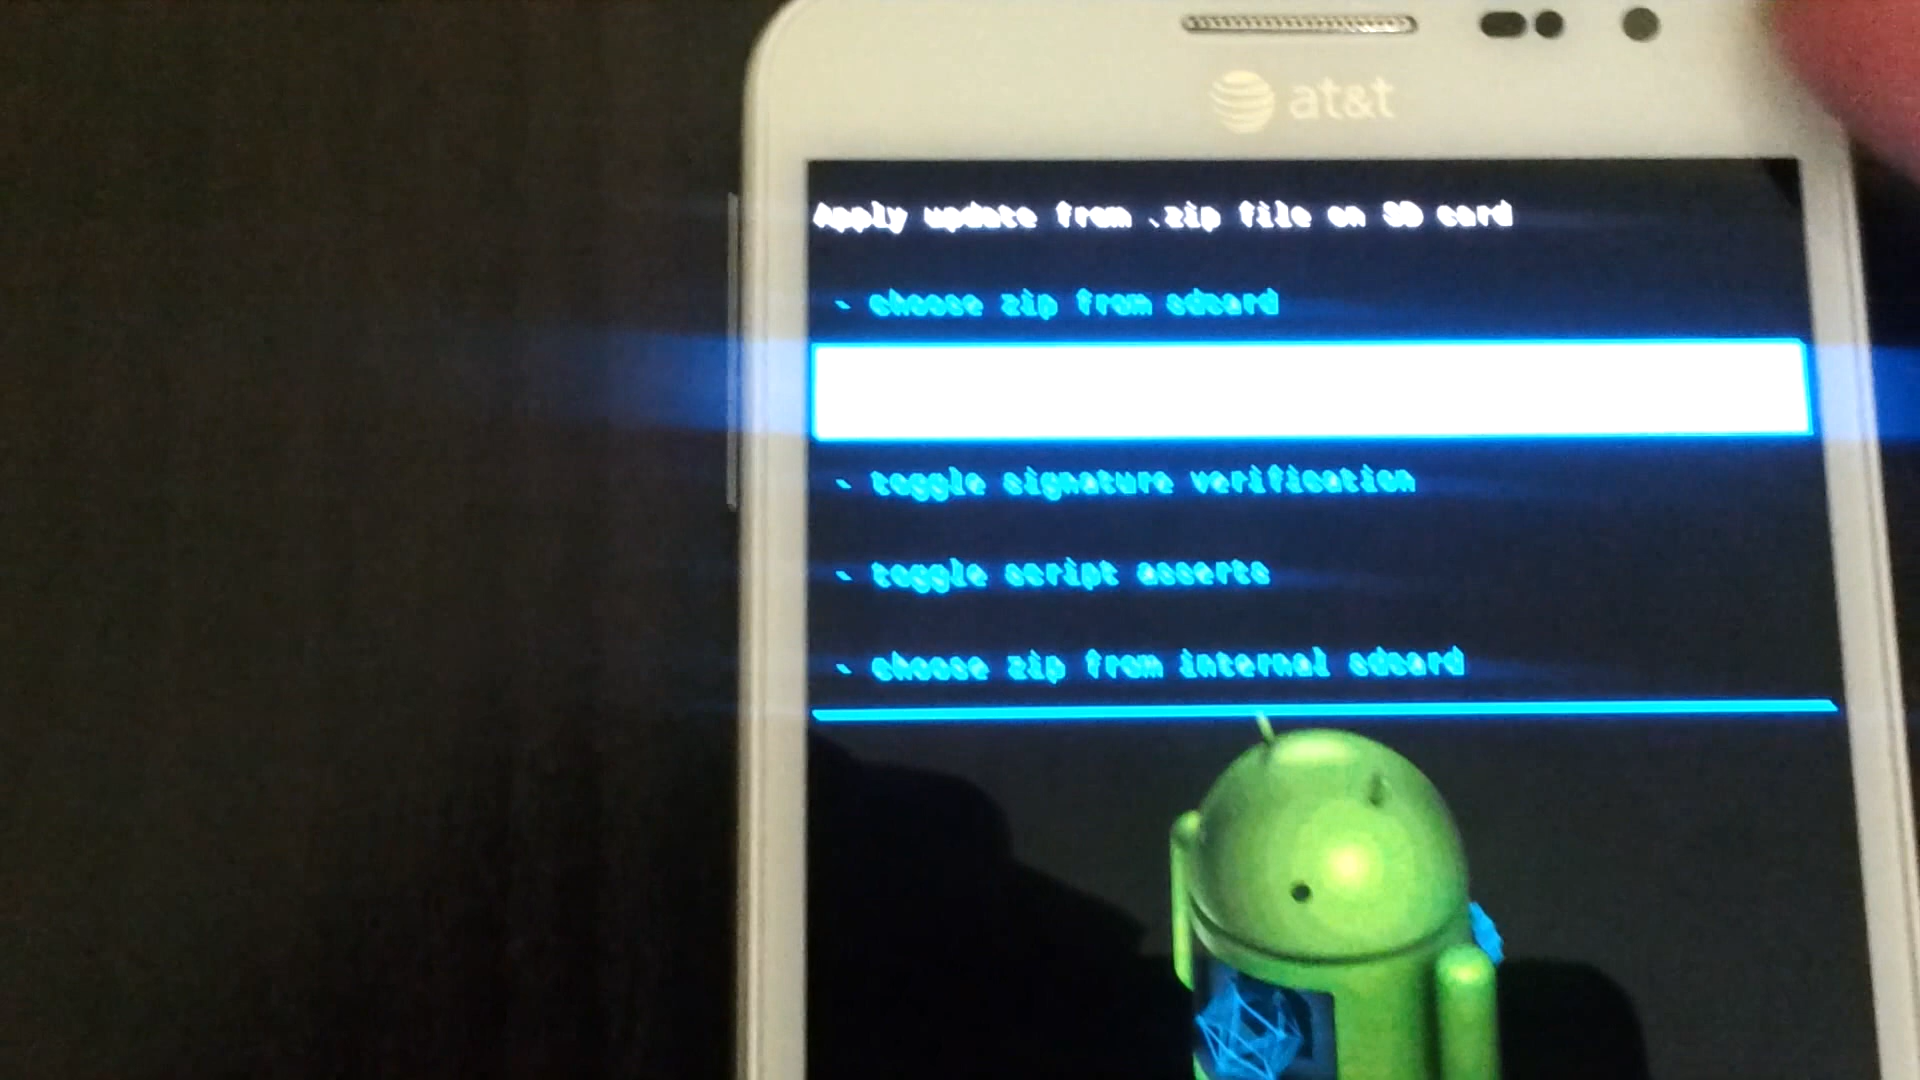 at&t
Apply update from .zip file on SD card
- choose zip from sdcard
- toggle signature verification
- toggle script asserts
- choose zip from internal sdcard